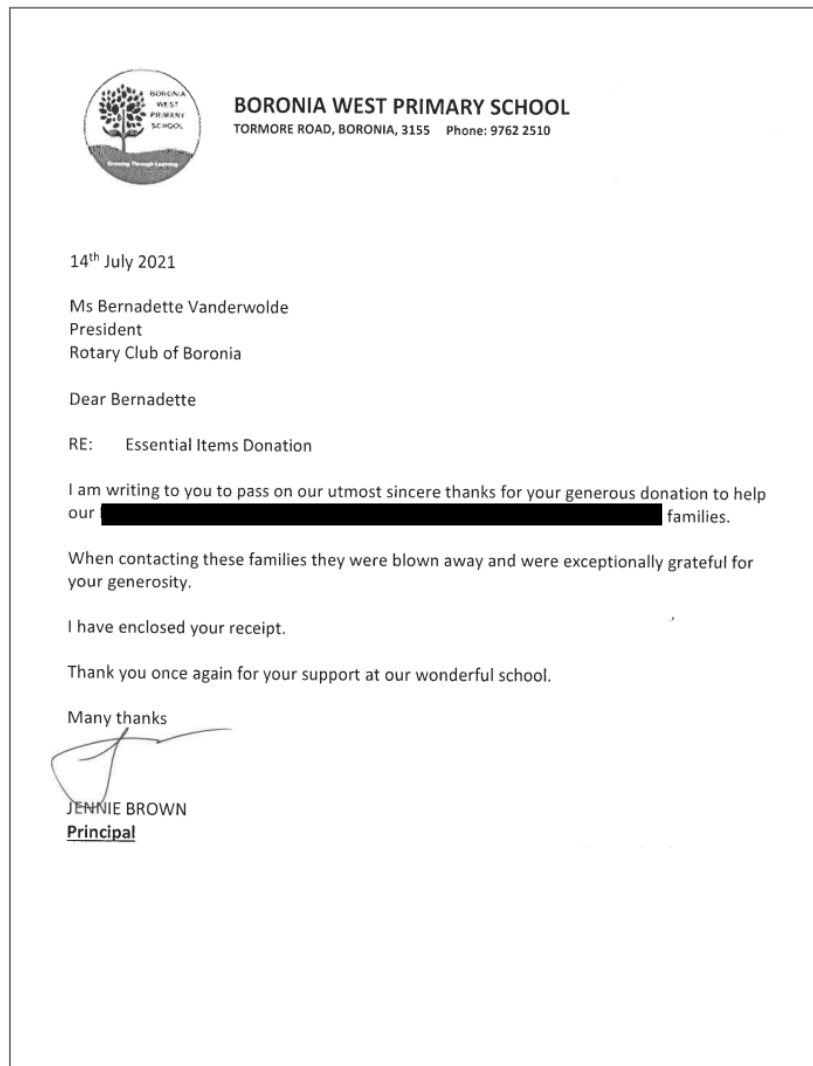 BORONIA
WEST
PRIMARY
SCHOOL
Growing Through Learning
BORONIA WEST PRIMARY SCHOOL
TORMORE ROAD, BORONIA, 3155 Phone: 9762 2510
14th July 2021
Ms Bernadette Vanderwolde
President
Rotary Club of Boronia
Dear Bernadette
RE: Essential Items Donation
I am writing to you to pass on our utmost sincere thanks for your generous donation to help
our families.
When contacting these families they were blown away and were exceptionally grateful for
your generosity.
I have enclosed your receipt.
Thank you once again for your support at our wonderful school.
Many thanks
JENNIE BROWN
Principal